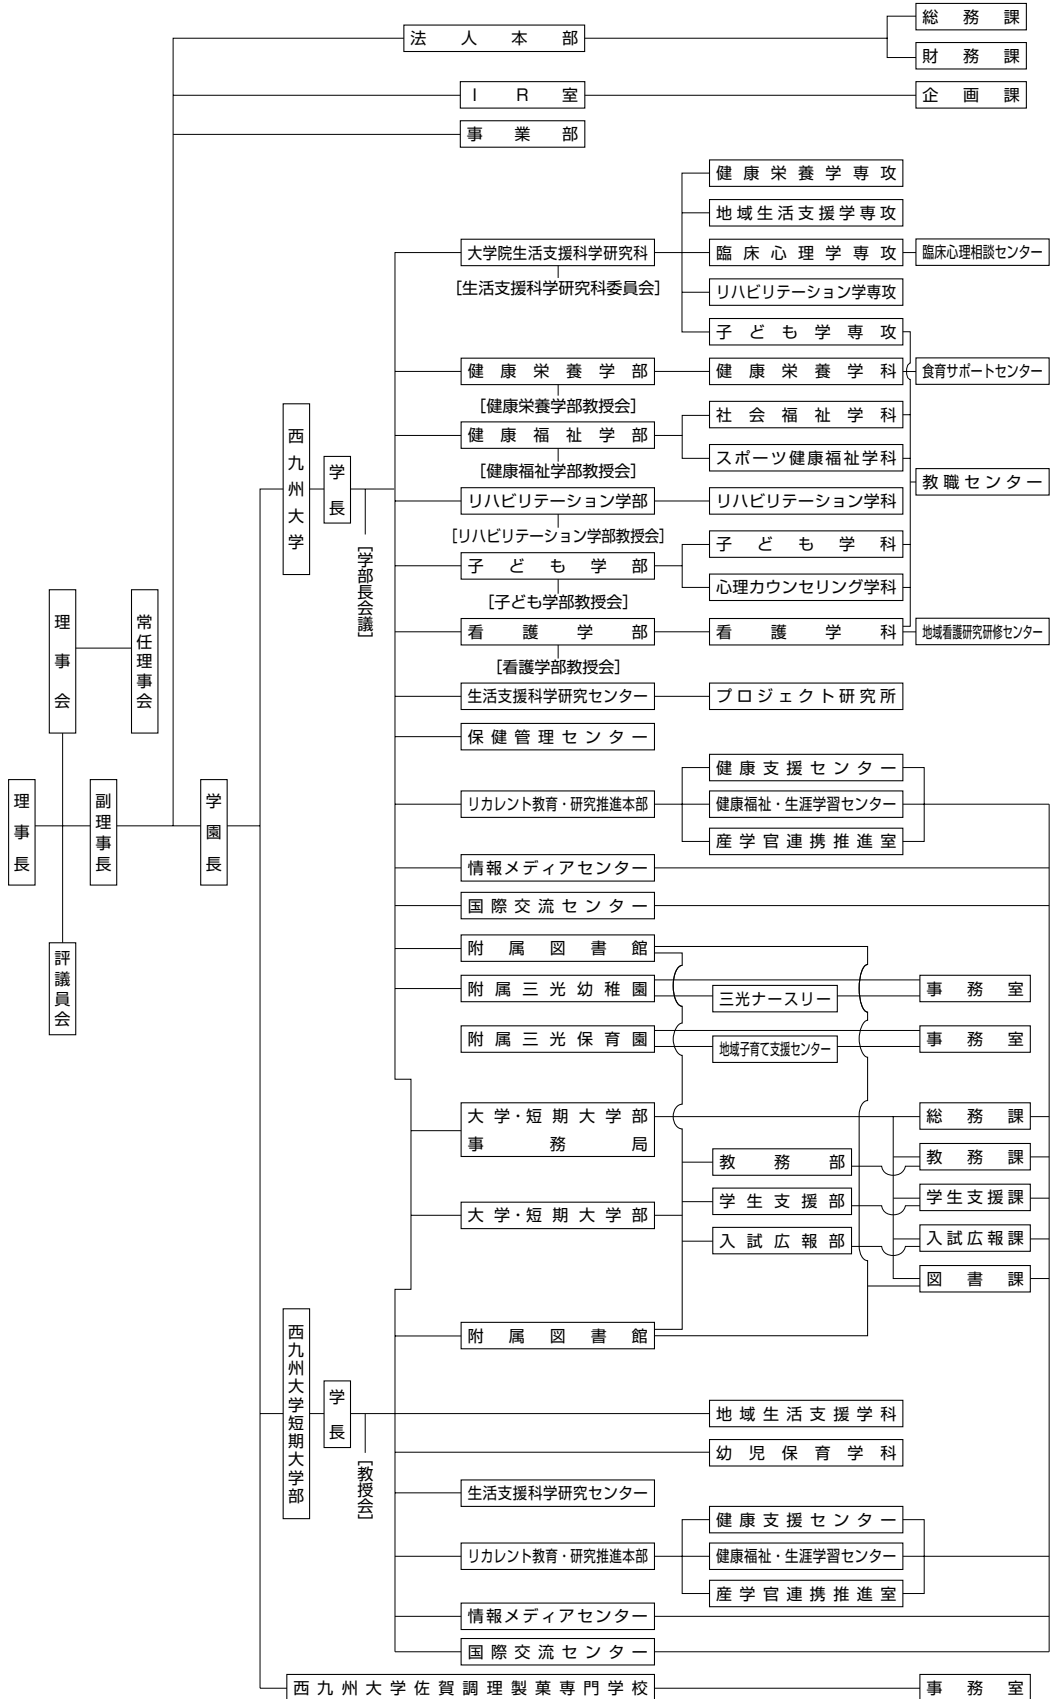 総務課
法人本部
財務課
IR室
企画課
事業部
健康栄養学専攻
地域生活支援学専攻
大学院生活支援科学研究科
臨床心理学専攻
臨床心理相談センター
[生活支援科学研究科委員会]
リハビリテーション学専攻
子ども学専攻
健康栄養学部
健康栄養学科
食育サポートセンター
[健康栄養学部教授会]
社会福祉学科
健康福祉学部
スポーツ健康福祉学科
[健康福祉学部教授会]
教職センター
西九州大学
学長
[学部長会議]
リハビリテーション学部
リハビリテーション学科
[リハビリテーション学部教授会]
子ども学科
子ども学部
心理カウンセリング学科
[子ども学部教授会]
看護学部
看護学科
地域看護研究研修センター
[看護学部教授会]
理事会
常任理事会
生活支援科学研究センター
プロジェクト研究所
保健管理センター
健康支援センター
理事長
副理事長
学園長
リカレント教育・研究推進本部
健康福祉・生涯学習センター
産学官連携推進室
情報メディアセンター
国際交流センター
評議員会
附属図書館
附属三光幼稚園
三光ナースリー
事務室
附属三光保育園
地域子育て支援センター
事務室
大学・短期大学部
事務局
総務課
教務部
教務課
大学・短期大学部
学生支援部
学生支援課
入試広報部
入試広報課
図書課
附属図書館
西九州大学短期大学部
学長
[教授会]
地域生活支援学科
幼児保育学科
生活支援科学研究センター
健康支援センター
リカレント教育・研究推進本部
健康福祉・生涯学習センター
産学官連携推進室
情報メディアセンター
国際交流センター
西九州大学佐賀調理製菓専門学校
事務室